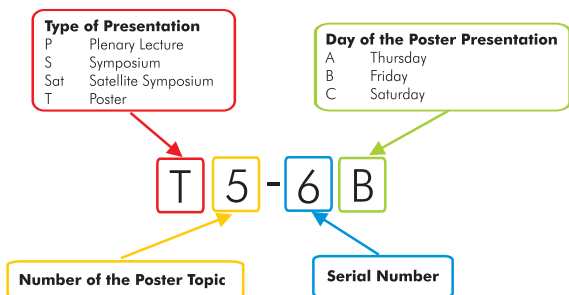 Type of Presentation
P Plenary Lecture
S Symposium
Sat Satellite Symposium
T Poster
Day of the Poster Presentation
A Thursday
B Friday
C Saturday
T 5 - 6 B
Number of the Poster Topic
Serial Number